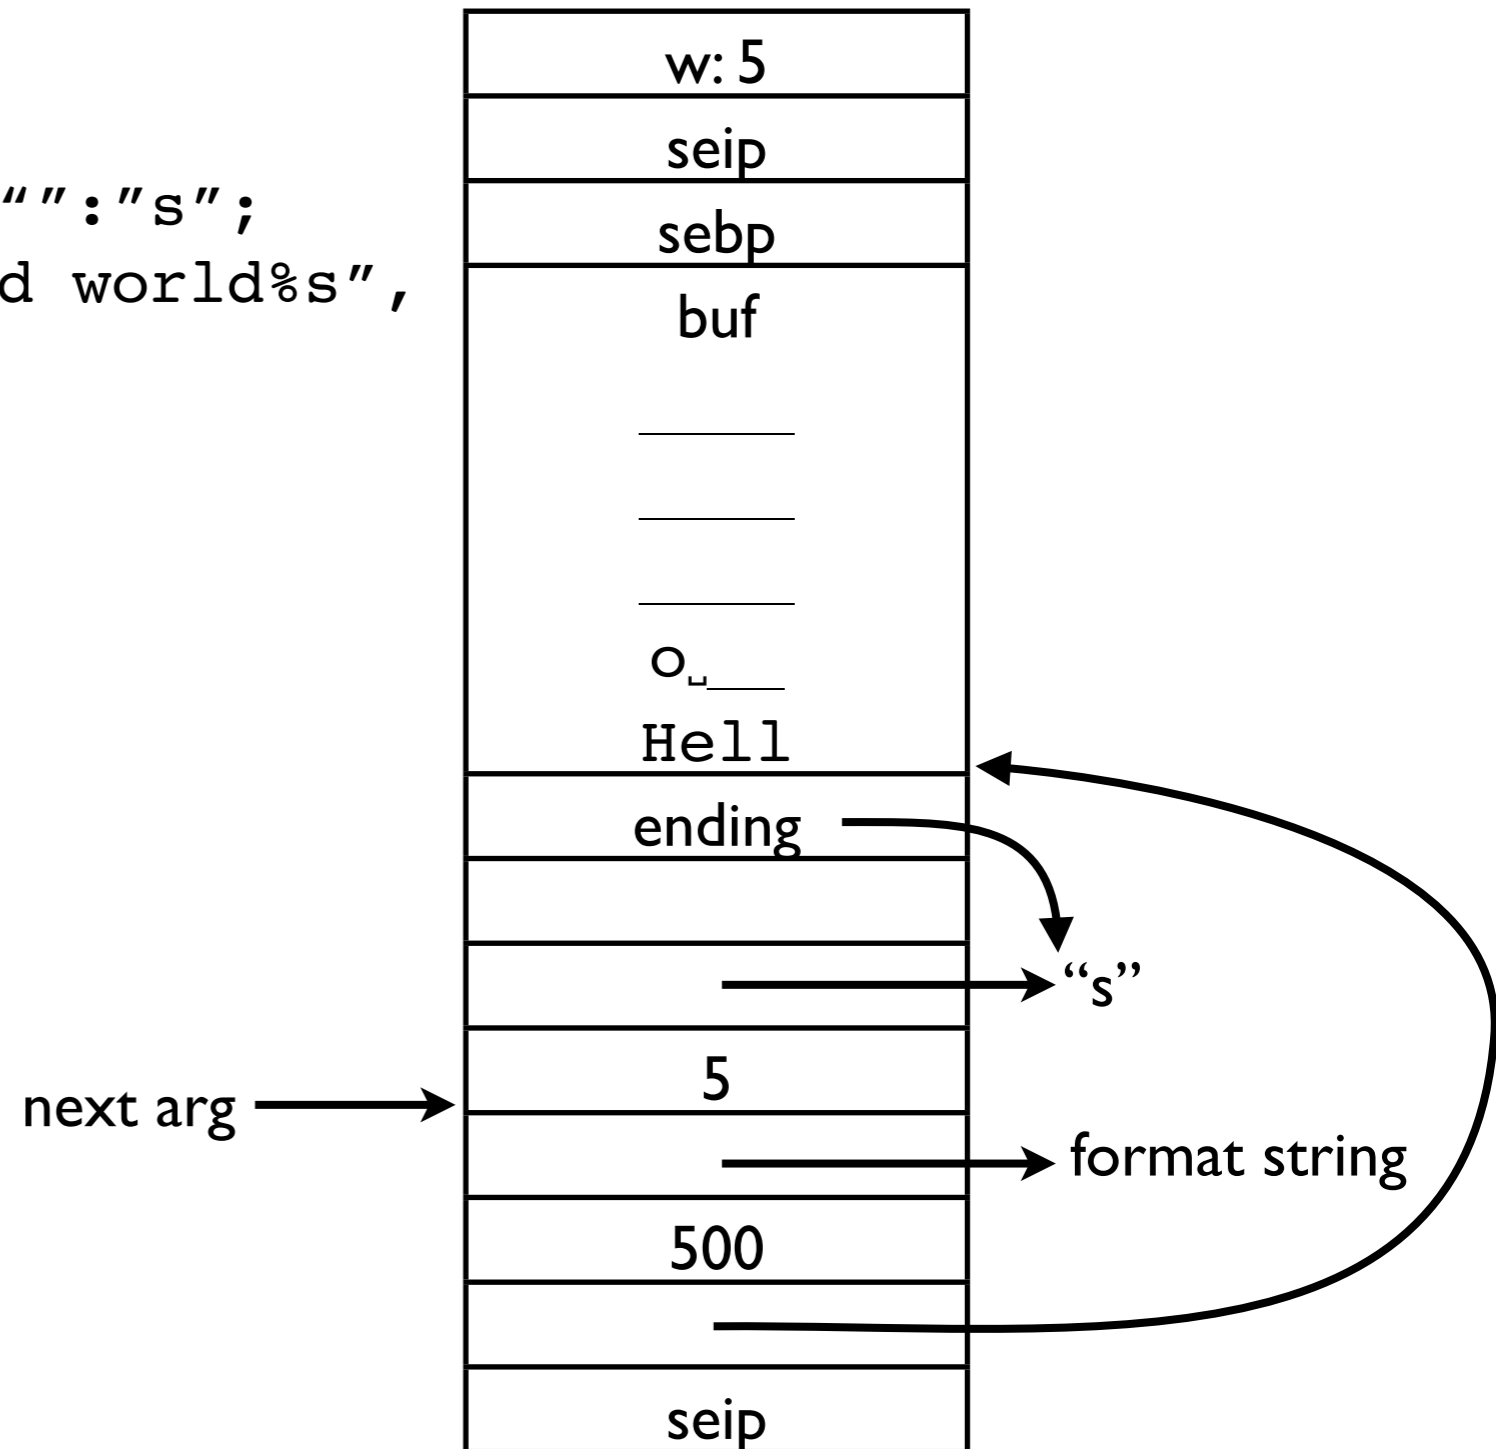 “”:”s”;
d world%s”,
w: 5
seip
sebp
buf
o␣
Hell
ending
“s”
5
next arg
format string
500
seip